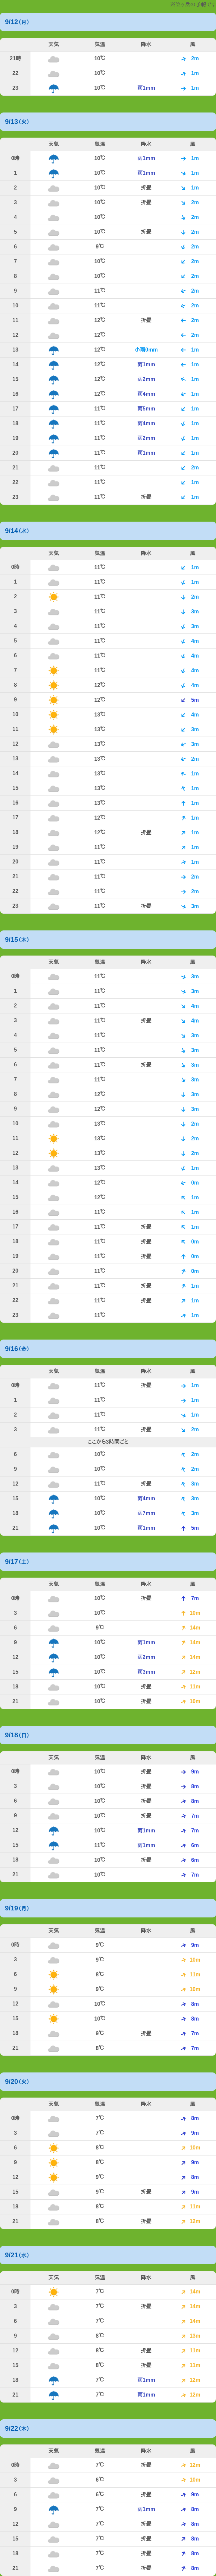 の予報です
9/12(月)
天気 気温 降水 風
21時 10℃ 2m
22 10℃ 1m
23 10℃ 雨1mm 1m
9/13(火)
天気 気温 降水 風
0時 10℃ 雨1mm 1m
1 10℃ 雨1mm 1m
2 10℃ 折畳 1m
3 10℃ 折畳 2m
4 10℃ 2m
5 10℃ 折畳 2m
6 9℃ 2m
7 10℃ 2m
8 10℃ 2m
9 11℃ 2m
10 11℃ 2m
11 12℃ 折畳 2m
12 12℃ 2m
13 12℃ 小雨0mm 1m
14 12℃ 雨1mm 1m
15 12℃ 雨2mm 1m
16 12℃ 雨4mm 1m
17 11℃ 雨5mm 1m
18 11℃ 雨4mm 1m
19 11℃ 雨2mm 1m
20 11℃ 雨1mm 1m
21 11℃ 2m
22 11℃ 1m
23 11℃ 折畳 1m
9/14(水)
天気 気温 降水 風
0時 11℃ 1m
1 11℃ 1m
2 11℃ 2m
3 11℃ 3m
4 11℃ 3m
5 11℃ 4m
6 11℃ 4m
7 11℃ 4m
8 12℃ 4m
9 12℃ 5m
10 13℃ 4m
11 13℃ 3m
12 13℃ 3m
13 13℃ 2m
14 13℃ 1m
15 13℃ 1m
16 13℃ 1m
17 12℃ 1m
18 12℃ 折畳 1m
19 11℃ 1m
20 11℃ 1m
21 11℃ 2m
22 11℃ 2m
23 11℃ 折畳 3m
9/15(木)
天気 気温 降水 風
0時 11℃ 3m
1 11℃ 3m
2 11℃ 4m
3 11℃ 折畳 4m
4 11℃ 3m
5 11℃ 3m
6 11℃ 折畳 3m
7 11℃ 3m
8 12℃ 3m
9 12℃ 3m
10 13℃ 2m
11 13℃ 2m
12 13℃ 2m
13 13℃ 1m
14 12℃ 0m
15 12℃ 1m
16 11℃ 1m
17 11℃ 折畳 1m
18 11℃ 折畳 0m
19 11℃ 折畳 0m
20 11℃ 0m
21 11℃ 折畳 1m
22 11℃ 折畳 1m
23 11℃ 1m
9/16(金)
天気 気温 降水 風
0時 11℃ 折畳 1m
1 11℃ 1m
2 11℃ 1m
3 11℃ 折畳 2m
ここから3時間ごと
6 10℃ 2m
9 10℃ 2m
12 11℃ 折畳 3m
15 10℃ 雨4mm 3m
18 10℃ 雨7mm 3m
21 10℃ 雨1mm 5m
9/17(土)
天気 気温 降水 風
0時 10℃ 折畳 7m
3 10℃ 10m
6 9℃ 14m
9 10℃ 雨1mm 14m
12 10℃ 雨2mm 14m
15 10℃ 雨3mm 12m
18 10℃ 折畳 11m
21 10℃ 折畳 10m
9/18(日)
天気 気温 降水 風
0時 10℃ 折畳 9m
3 10℃ 折畳 8m
6 10℃ 折畳 8m
9 10℃ 折畳 7m
12 10℃ 雨1mm 7m
15 11℃ 雨1mm 6m
18 10℃ 折畳 6m
21 10℃ 7m
9/19(月)
天気 気温 降水 風
0時 9℃ 9m
3 9℃ 10m
6 8℃ 11m
9 9℃ 10m
12 10℃ 8m
15 10℃ 8m
18 9℃ 折畳 7m
21 8℃ 7m
9/20(火)
天気 気温 降水 風
0時 7℃ 8m
3 7℃ 9m
6 8℃ 10m
9 8℃ 9m
12 9℃ 8m
15 9℃ 折畳 9m
18 8℃ 11m
21 8℃ 折畳 12m
9/21(水)
天気 気温 降水 風
0時 7℃ 14m
3 7℃ 折畳 14m
6 7℃ 14m
9 8℃ 13m
12 8℃ 折畳 11m
15 8℃ 折畳 11m
18 7℃ 雨1mm 12m
21 7℃ 雨1mm 12m
9/22(木)
天気 気温 降水 風
0時 7℃ 折畳 12m
3 6℃ 10m
6 6℃ 折畳 9m
9 7℃ 雨1mm 8m
12 7℃ 折畳 8m
15 7℃ 折畳 8m
18 7℃ 折畳 8m
21 7℃ 折畳 8m